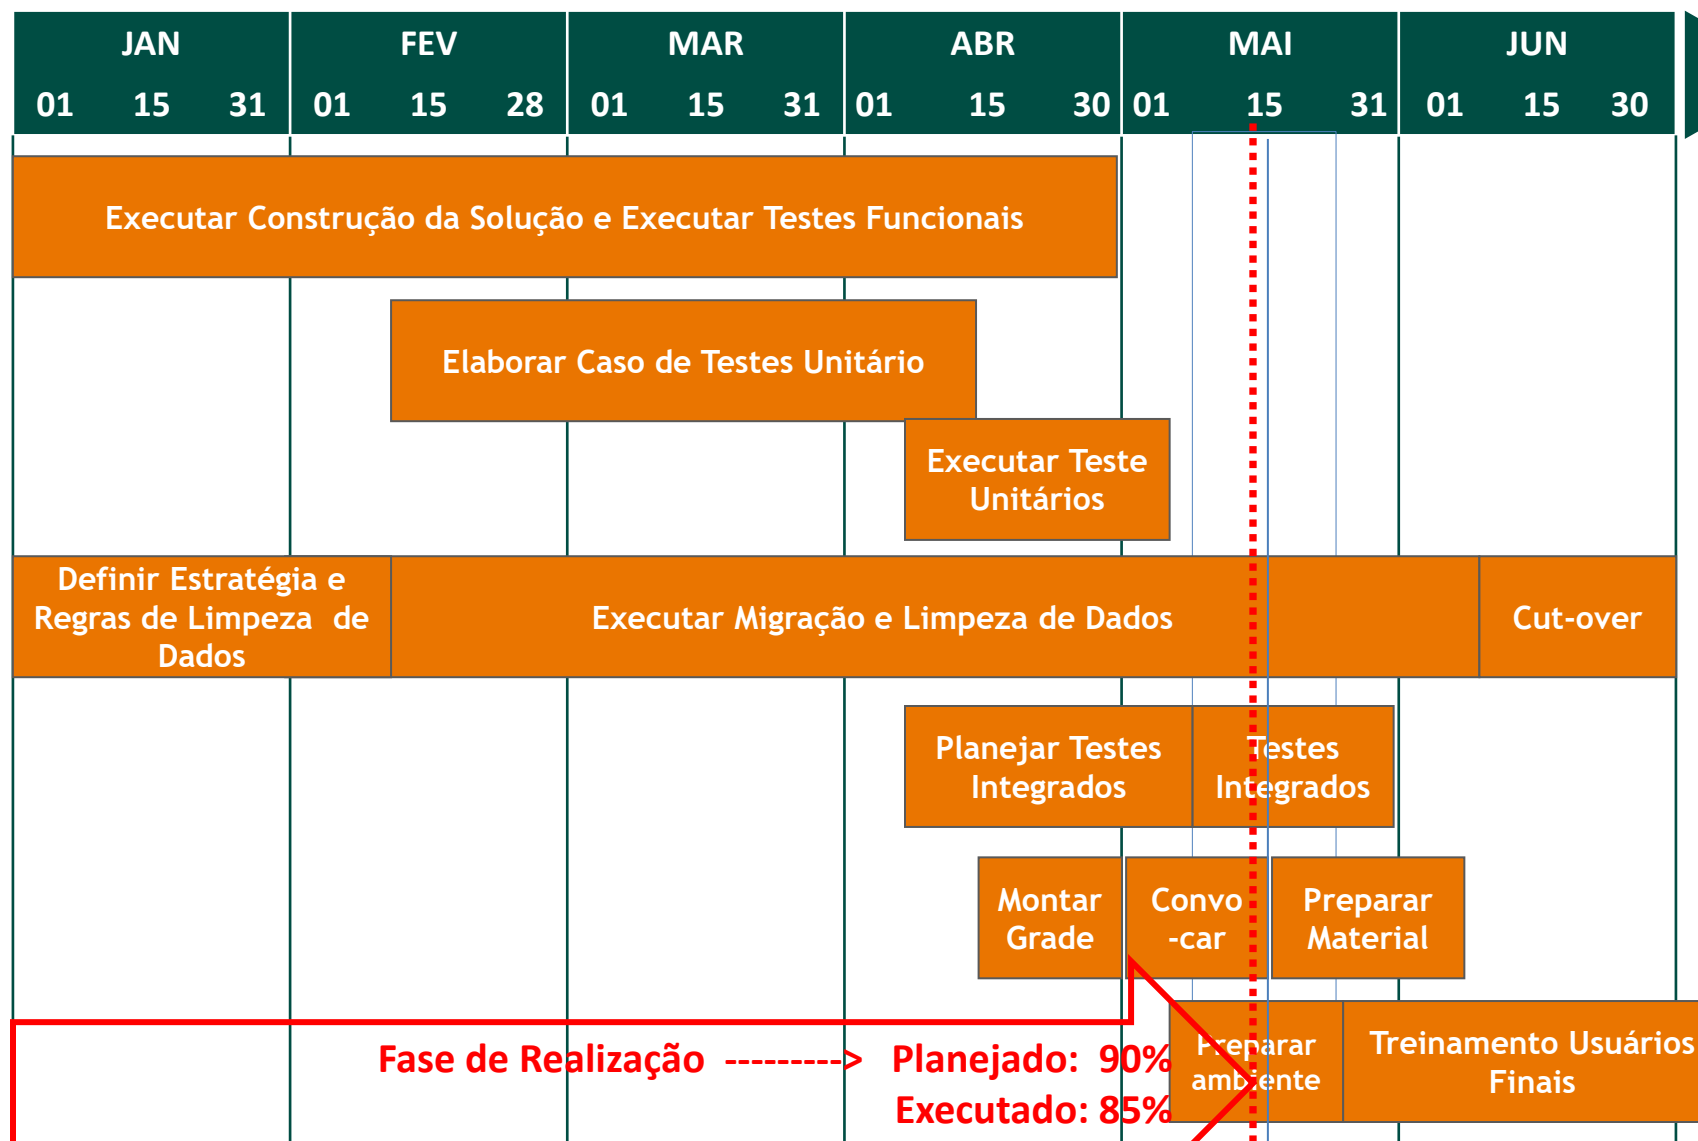 JAN FEV MAR ABR MAI JUN
01 15 31 01 15 28 01 15 31 01 15 30 01 15 31 01 15 30
Executar Construção da Solução e Executar Testes Funcionais
Elaborar Caso de Testes Unitário
Executar Teste
Unitários
Definir Estratégia e
Regras de Limpeza de
Dados
Executar Migração e Limpeza de Dados
Cut-over
Planejar Testes
Integrados
Testes
Integrados
Montar
Grade
Convo
-car
Preparar
Material
Fase de Realização ---------> Planejado: 90%
Executado: 85%
Preparar
ambiente
Treinamento Usuários
Finais